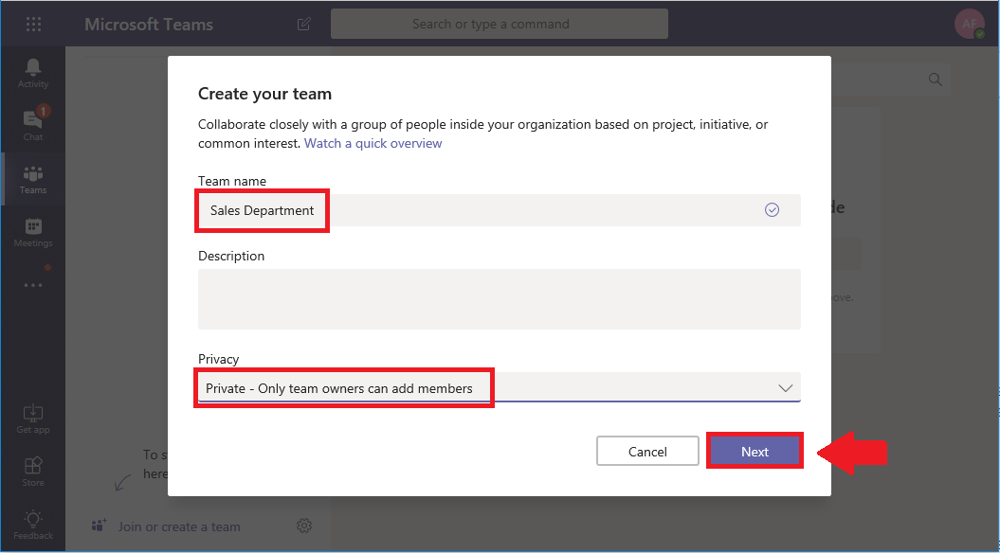 Microsoft Teams
Search or type a command
AF
Activity
1
Chat
Teams
Meetings
Get app
Store
Feedback
Create your team
Collaborate closely with a group of people inside your organization based on project, initiative, or
common interest. Watch a quick overview
Team name
Sales Department
Description
Privacy
Private - Only team owners can add members
Cancel
Next
de
ove.
To s
here
Join or create a team